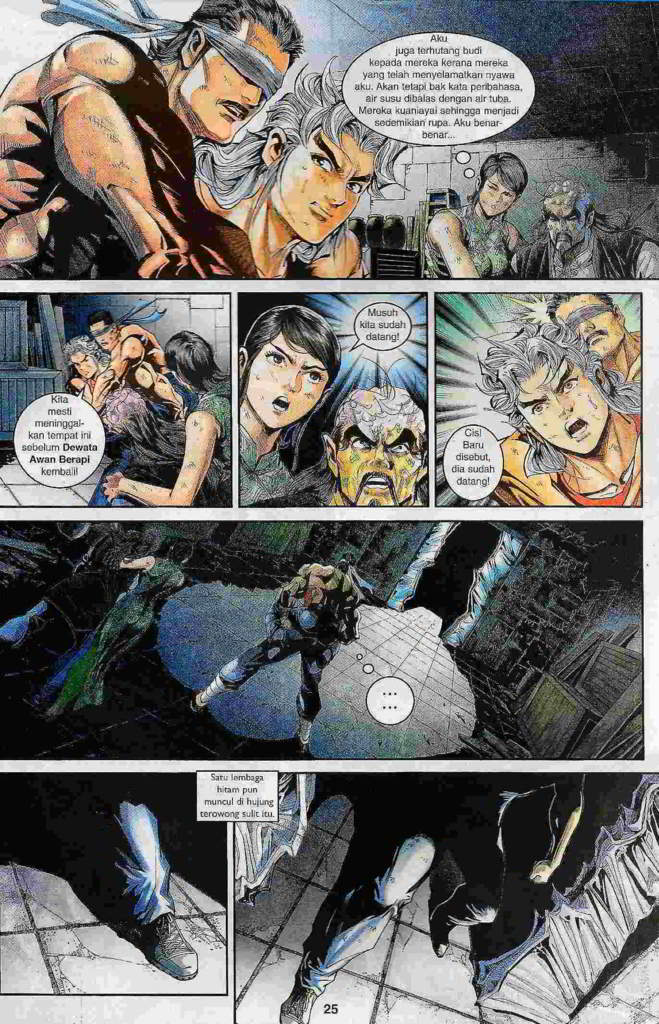 Aku
juga terhutang budi
kepada mereka kerana mereka
yang telah menyelamatkan nyawa
aku. Akan tetapi bak kata peribahasa,
air susu dibalas dengan air tuba.
Mereka kuaniayai sehingga menjadi
sedemikian rupa. Aku benar-
benar...
Kita
mesti
meninggal-
kan tempat ini
sebelum Dewata
Awan Berapi
kembali!
Musuh
kita sudah
datang!
Cis!
Baru
disebut,
dia sudah
datang!
...
...
Satu lembaga
hitam pun
muncul di hujung
terowong sulit itu.
25